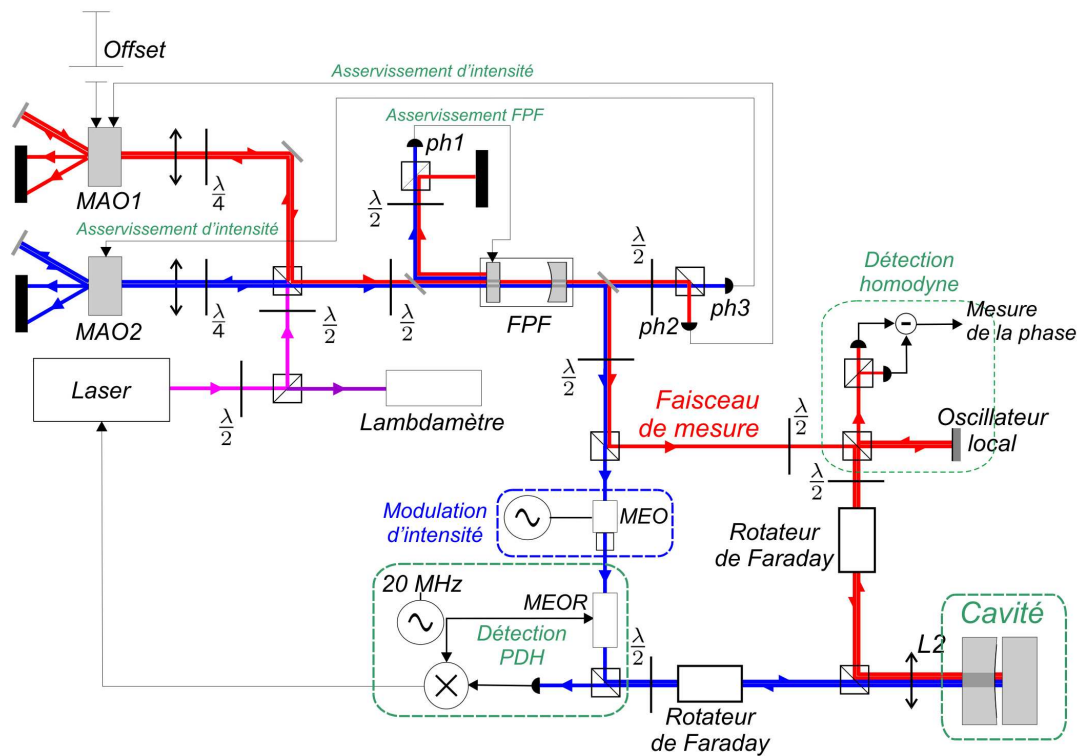 Offset
Asservissement d'intensité
Asservissement FPF
ph1
MAO1
λ/4
λ/2
Asservissement d'intensité
λ/2
Détection
homodyne
MAO2
λ/4
λ/2
λ/2
FPF
ph2
ph3
Mesure
de la phase
Laser
λ/2
Lambdamètre
λ/2
Faisceau
de mesure
λ/2
Oscillateur
local
λ/2
Modulation
d'intensité
MEO
Rotateur
de Faraday
20 MHz
MEOR
Détection
PDH
λ/2
Cavité
L2
Rotateur
de Faraday